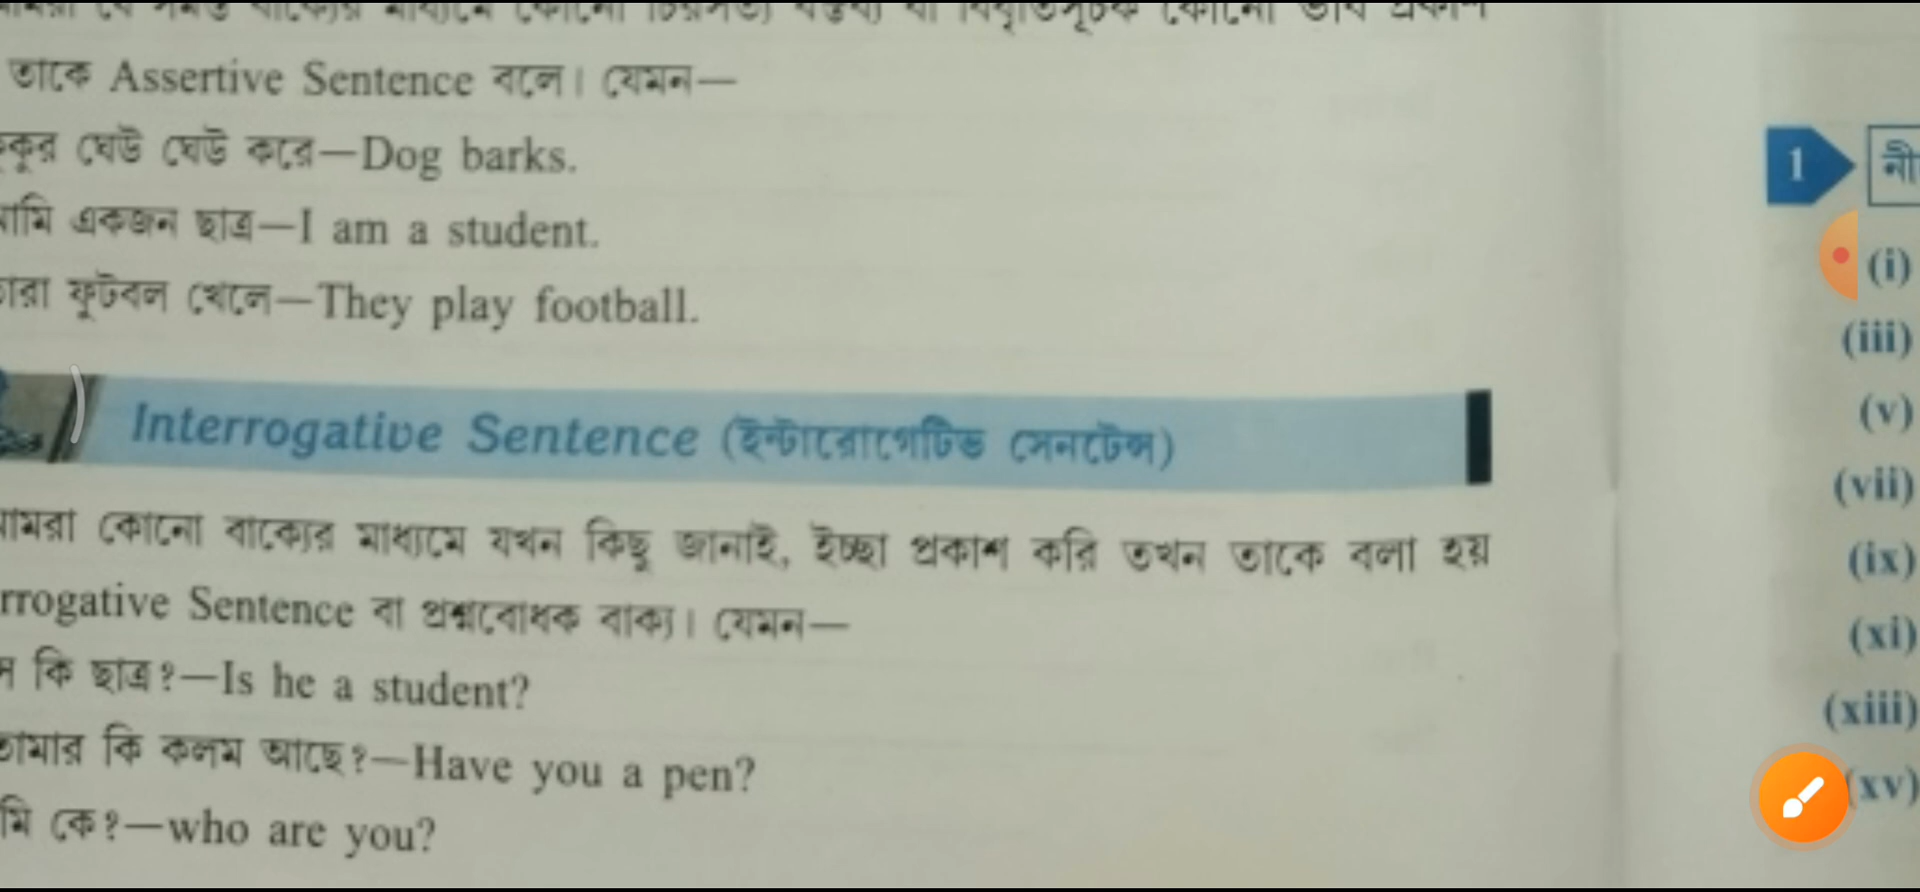 তাকে Assertive Sentence বলে। যেমন—
ঘেউ ঘেউ করে—Dog barks.
একজন ছাত্র—I am a student.
ফুটবল খেলে—They play football.
Interrogative Sentence (ইন্টারোগেটিভ সেনটেন্স)
কোনো বাক্যের মাধ্যমে যখন কিছু জানাই, ইচ্ছা প্রকাশ করি তখন তাকে বলা হয়
rrogative Sentence বা প্রশ্নবোধক বাক্য। যেমন—
কি ছাত্র?—Is he a student?
কি কলম আছে?—Have you a pen?
কে?—who are you?
1
(i)
(iii)
(v)
(vii)
(ix)
(xi)
(xiii)
(xv)